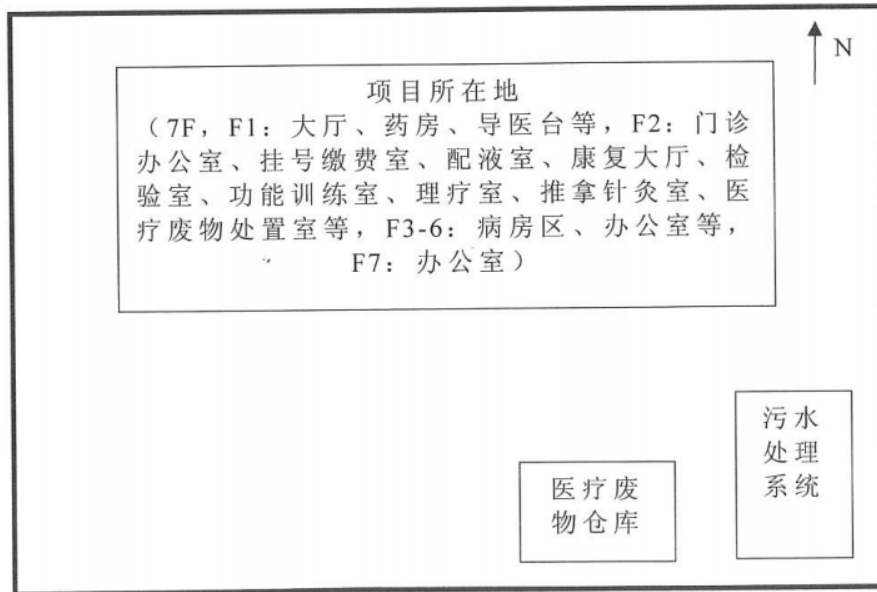 N
项目所在地
（7F，F1：大厅、药房、导医台等，F2：门诊
办公室、挂号缴费室、配液室、康复大厅、检
验室、功能训练室、理疗室、推拿针灸室、医
疗废物处置室等，F3-6：病房区、办公室等，
F7：办公室）
污水
处理
系统
医疗废
物仓库